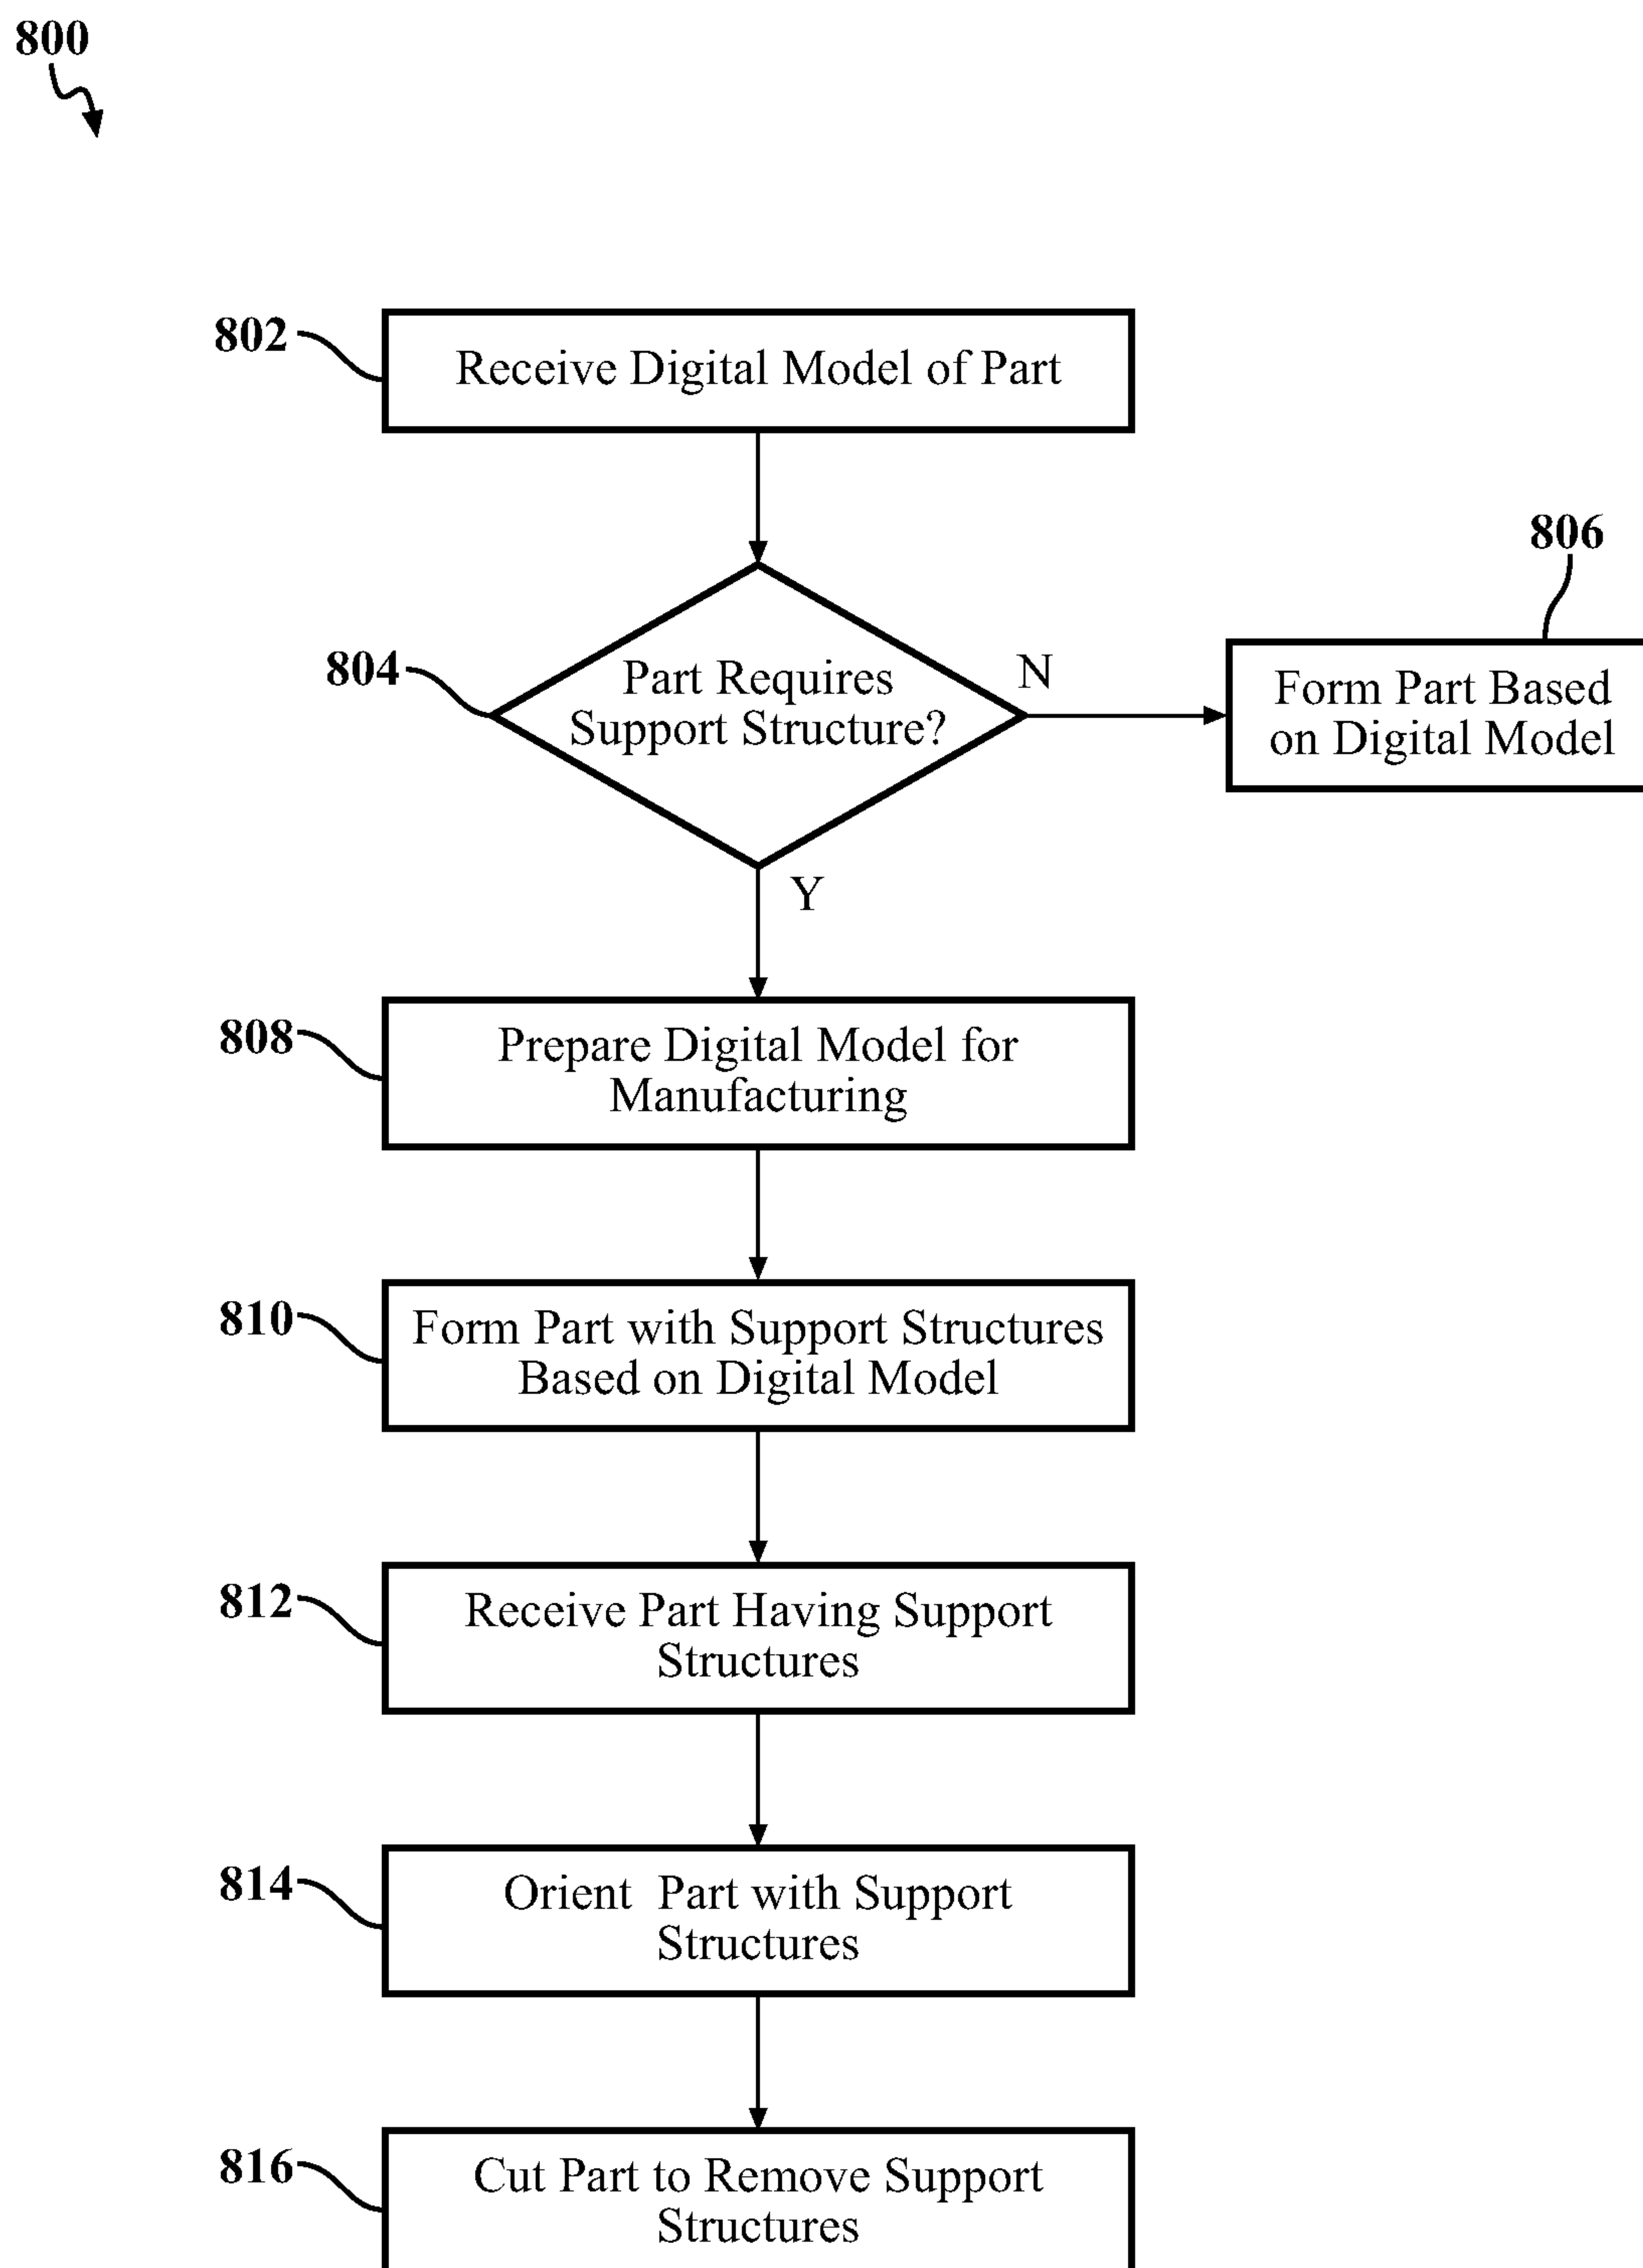 800
802
Receive Digital Model of Part
806
804
Part Requires
Support Structure?
N
Form Part Based
on Digital Model
Y
808
Prepare Digital Model for
Manufacturing
810
Form Part with Support Structures
Based on Digital Model
812
Receive Part Having Support
Structures
814
Orient  Part with Support
Structures
816
Cut Part to Remove Support
Structures